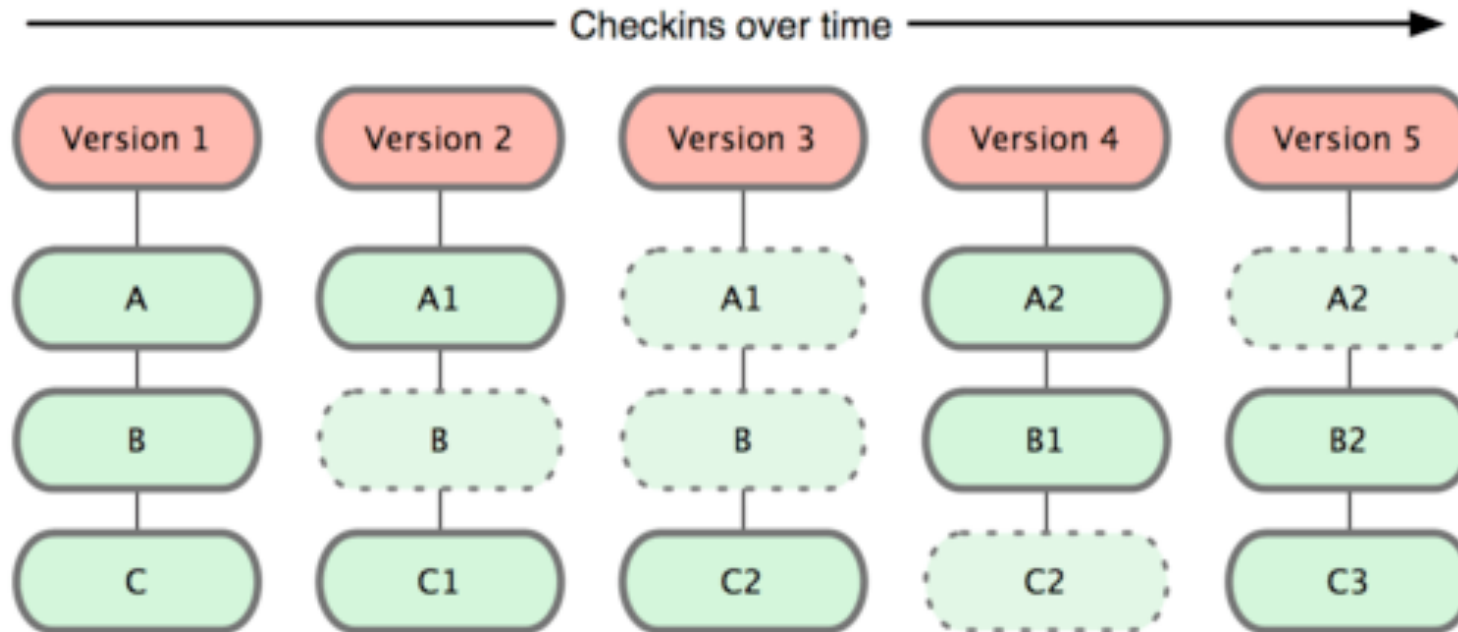 Checkins over time
Version 1 Version 2 Version 3 Version 4 Version 5
A A1 A1 A2 A2
B B B B1 B2
C C1 C2 C2 C3